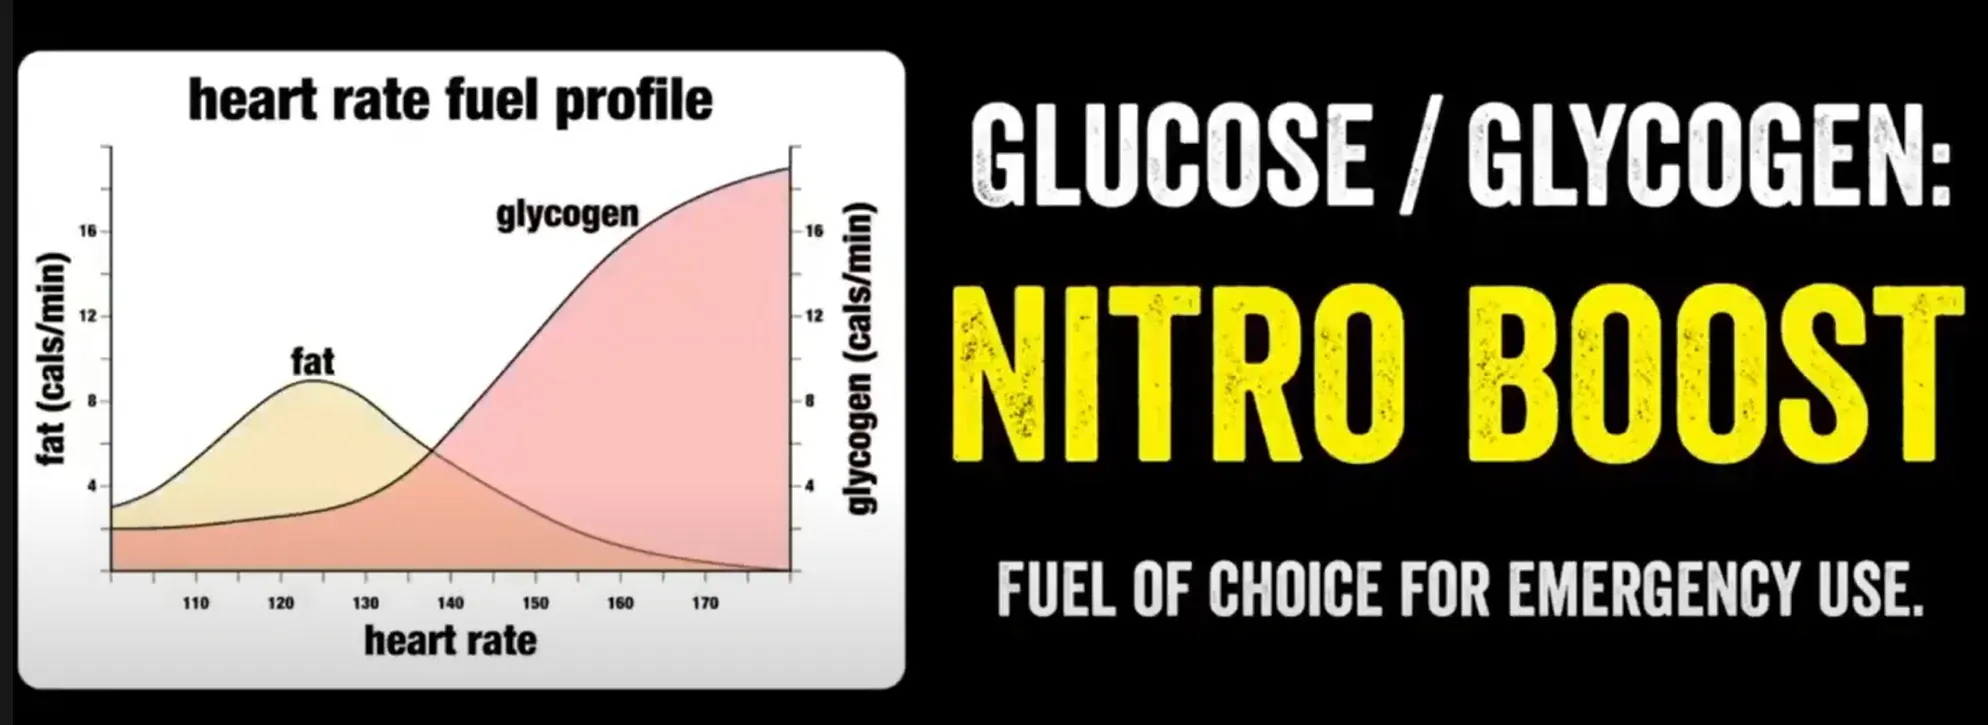 heart rate fuel profile
glycogen
fat
16
12
8
4
fat (cals/min)
16
12
8
4
glycogen (cals/min)
110 120 130 140 150 160 170
heart rate
GLUCOSE / GLYCOGEN:
NITRO BOOST
FUEL OF CHOICE FOR EMERGENCY USE.